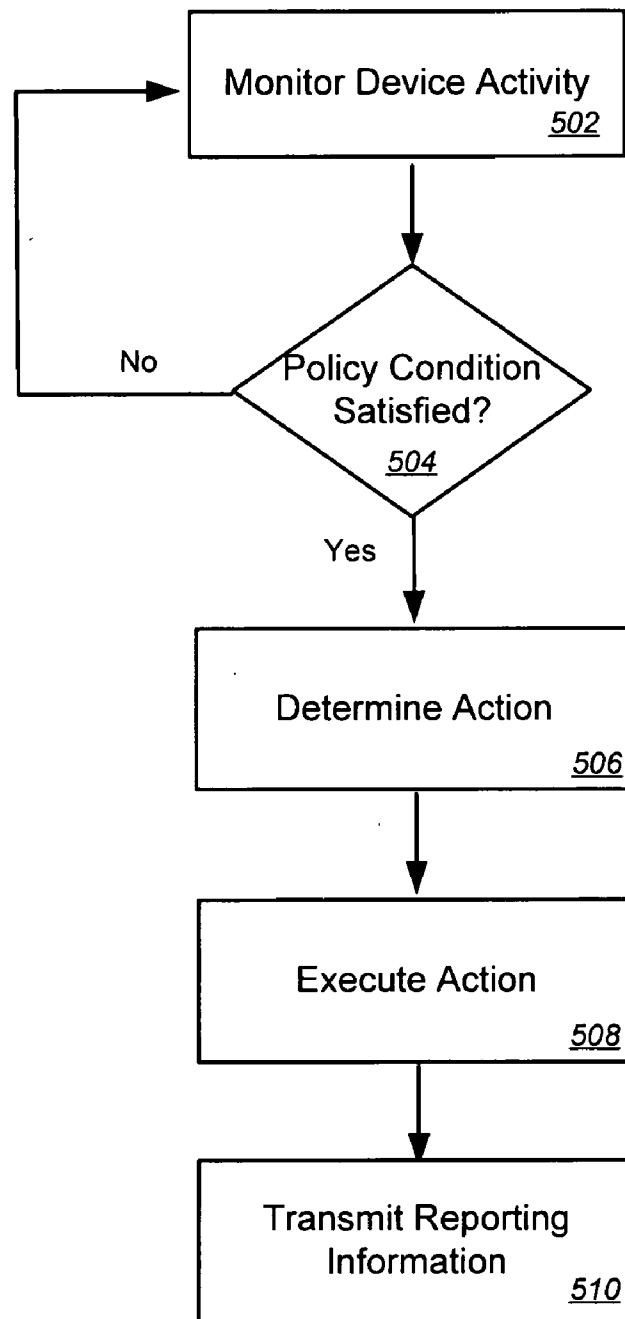 Monitor Device Activity
502
No
Policy Condition
Satisfied?
504
Yes
Determine Action
506
Execute Action
508
Transmit Reporting
Information
510